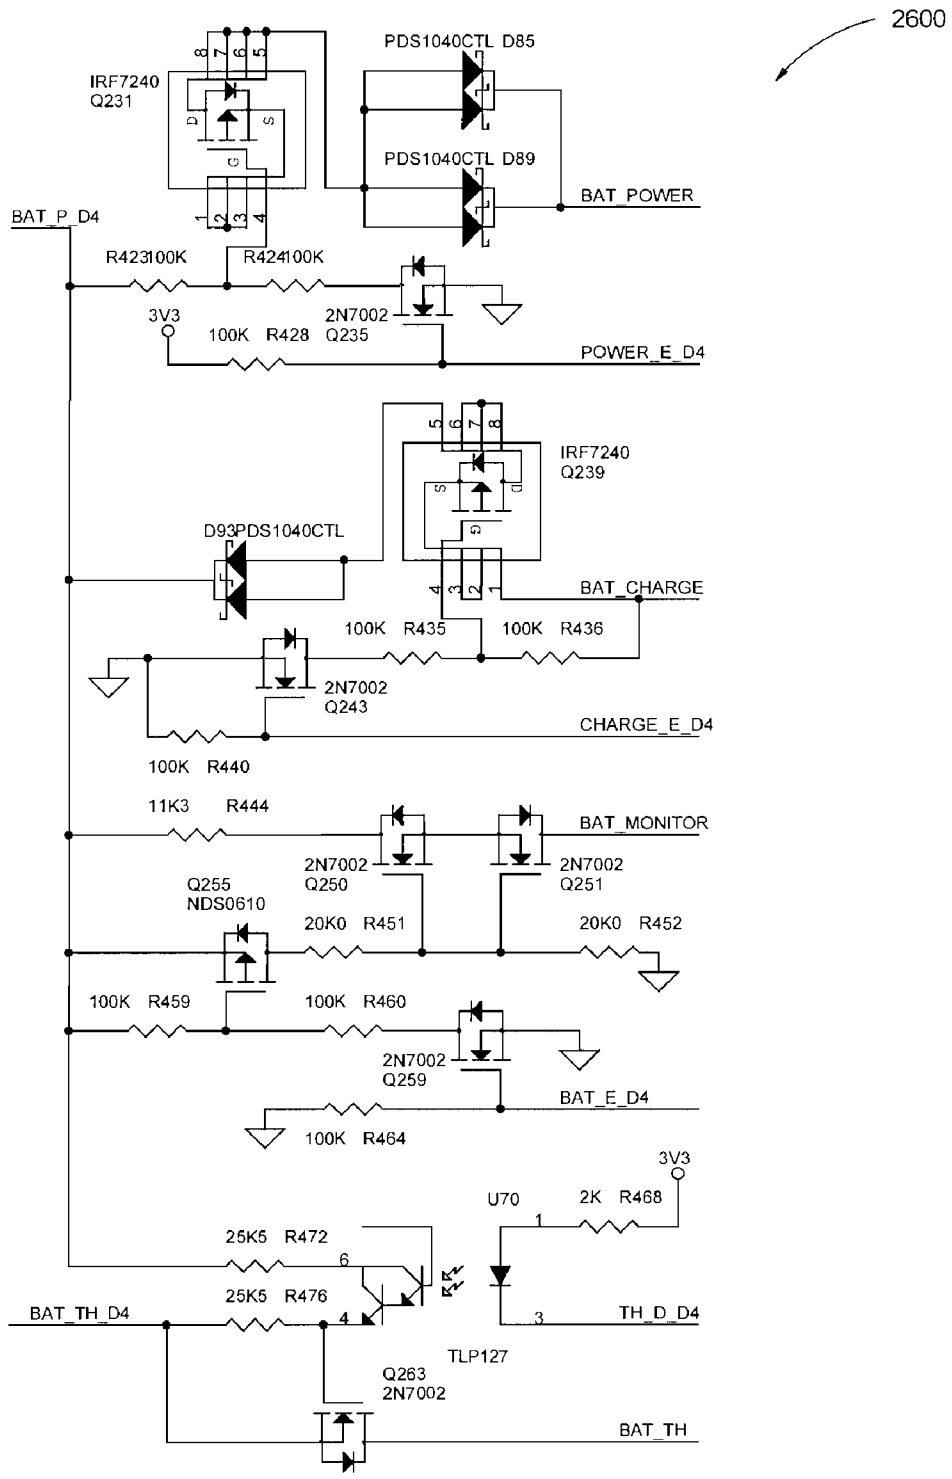 2600
PDS1040CTL D85
8 7 6 5
IRF7240
Q231
D S
G
PDS1040CTL D89
BAT_POWER
1 2 3 4
BAT_P_D4
R423100K R424100K
3V3
2N7002
100K R428 Q235
POWER_E_D4
5 6 7 8
IRF7240
Q239
S D
G
D93PDS1040CTL
4 3 2 1
BAT_CHARGE
100K R435 100K R436
2N7002
Q243
CHARGE_E_D4
100K R440
11K3 R444
BAT_MONITOR
2N7002
Q250
2N7002
Q251
Q255
NDS0610
20K0 R451 20K0 R452
100K R459 100K R460
2N7002
Q259
BAT_E_D4
100K R464
3V3
U70 2K R468
1
25K5 R472
6
25K5 R476
BAT_TH_D4
4
3
TH_D_D4
TLP127
Q263
2N7002
BAT_TH